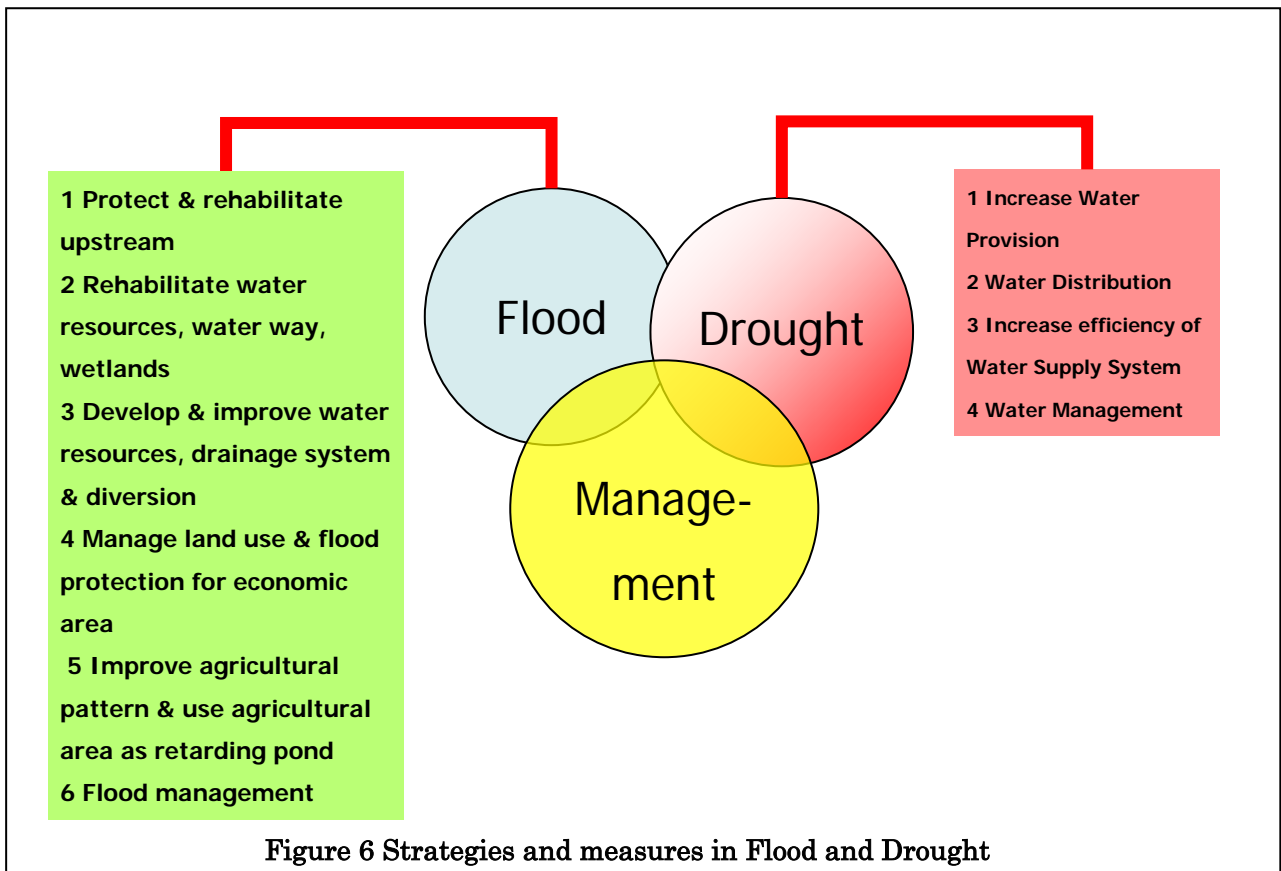 1 Protect & rehabilitate
upstream
2 Rehabilitate water
resources, water way,
wetlands
3 Develop & improve water
resources, drainage system
& diversion
4 Manage land use & flood
protection for economic
area
5 Improve agricultural
pattern & use agricultural
area as retarding pond
6 Flood management
Flood
Drought
Manage-
ment
1 Increase Water
Provision
2 Water Distribution
3 Increase efficiency of
Water Supply System
4 Water Management
Figure 6 Strategies and measures in Flood and Drought